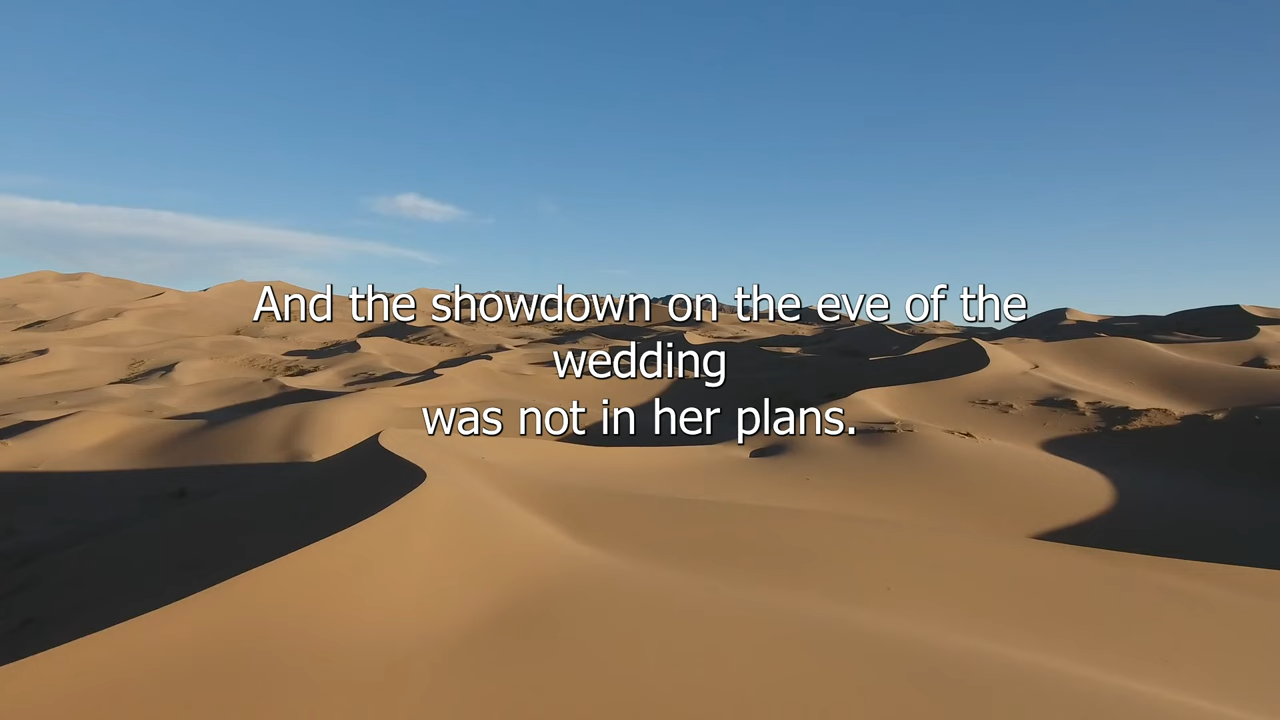 And the showdown on the eve of the
wedding
was not in her plans.